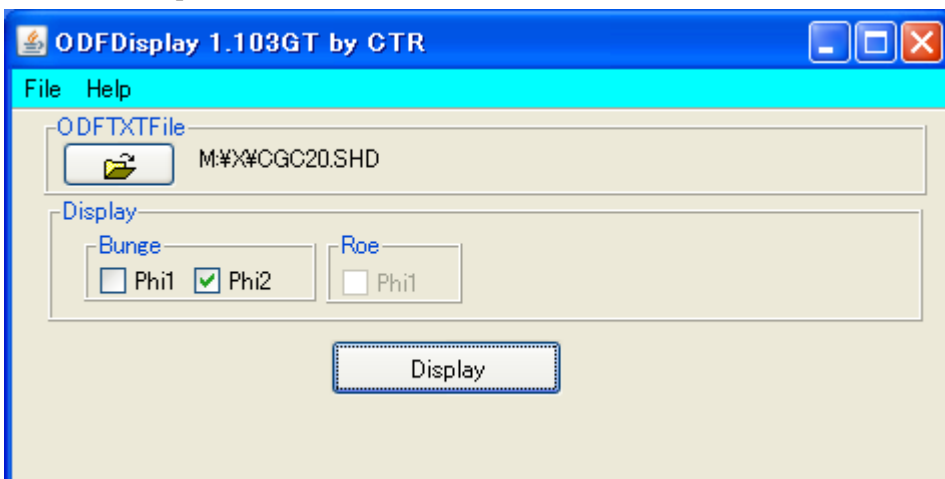 ODFDisplay 1.103GT by CTR
File Help
ODFTXTFile
M:¥X¥CGC20.SHD
Display
Bunge Roe
Phi1 Phi2 Phi1
Display